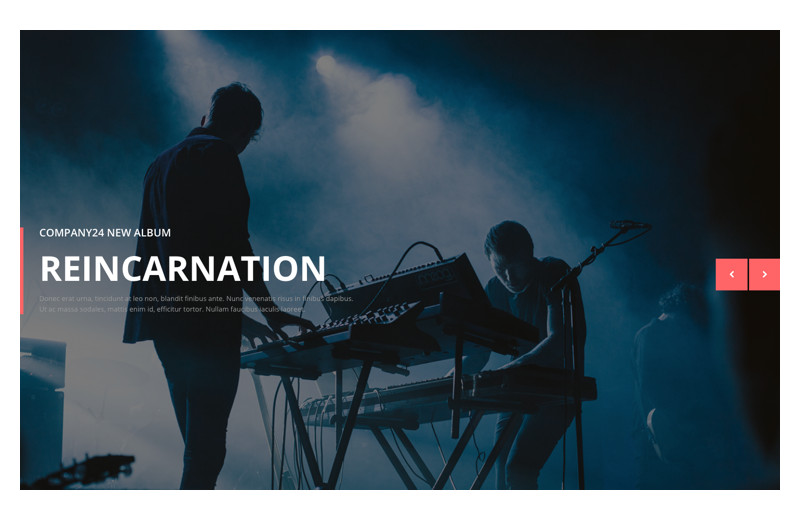 COMPANY24 NEW ALBUM
REINCARNATION
Donec erat urna, tincidunt at leo non, blandit finibus ante. Nunc venenatis risus in finibus dapibus.
Ut ac massa sodales, mattis enim id, efficitur tortor. Nullam faucibus iaculis laoreet.